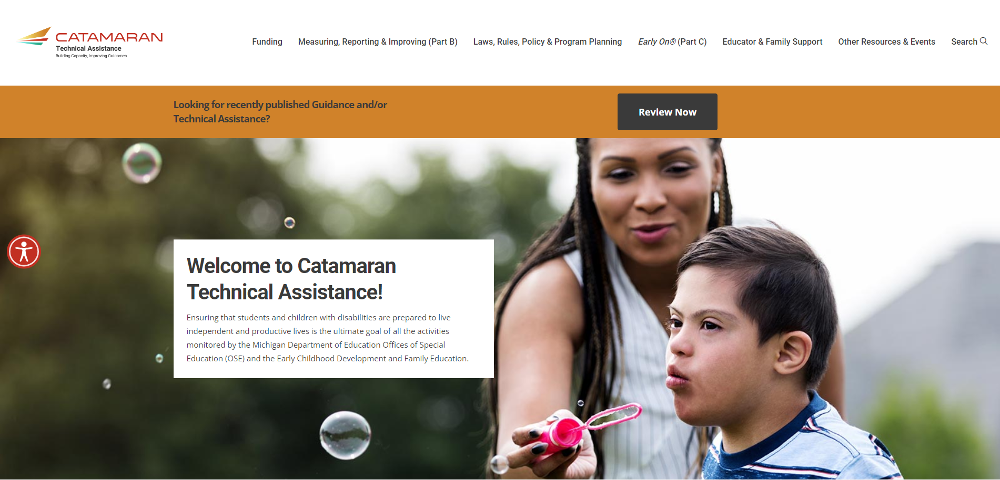 CATAMARAN
Technical Assistance
Building Capacity, Improving Outcomes
Funding
Measuring, Reporting & Improving (Part B)
Laws, Rules, Policy & Program Planning
Early On® (Part C)
Educator & Family Support
Other Resources & Events
Search
Looking for recently published Guidance and/or
Technical Assistance?
Review Now
Welcome to Catamaran
Technical Assistance!
Ensuring that students and children with disabilities are prepared to live
independent and productive lives is the ultimate goal of all the activities
monitored by the Michigan Department of Education Offices of Special
Education (OSE) and the Early Childhood Development and Family Education.